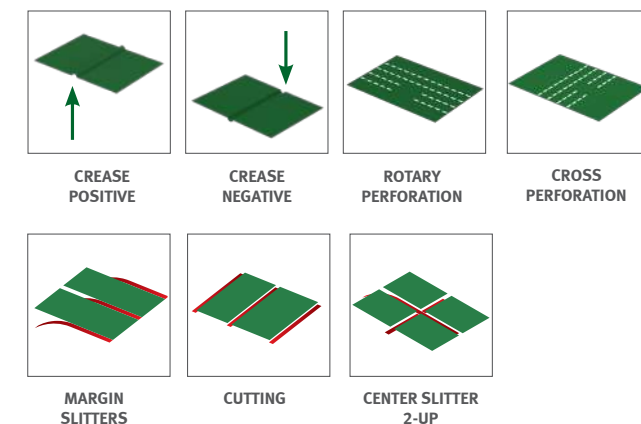 CREASE
POSITIVE
CREASE
NEGATIVE
ROTARY
PERFORATION
CROSS
PERFORATION
MARGIN
SLITTERS
CUTTING
CENTER SLITTER
2-UP